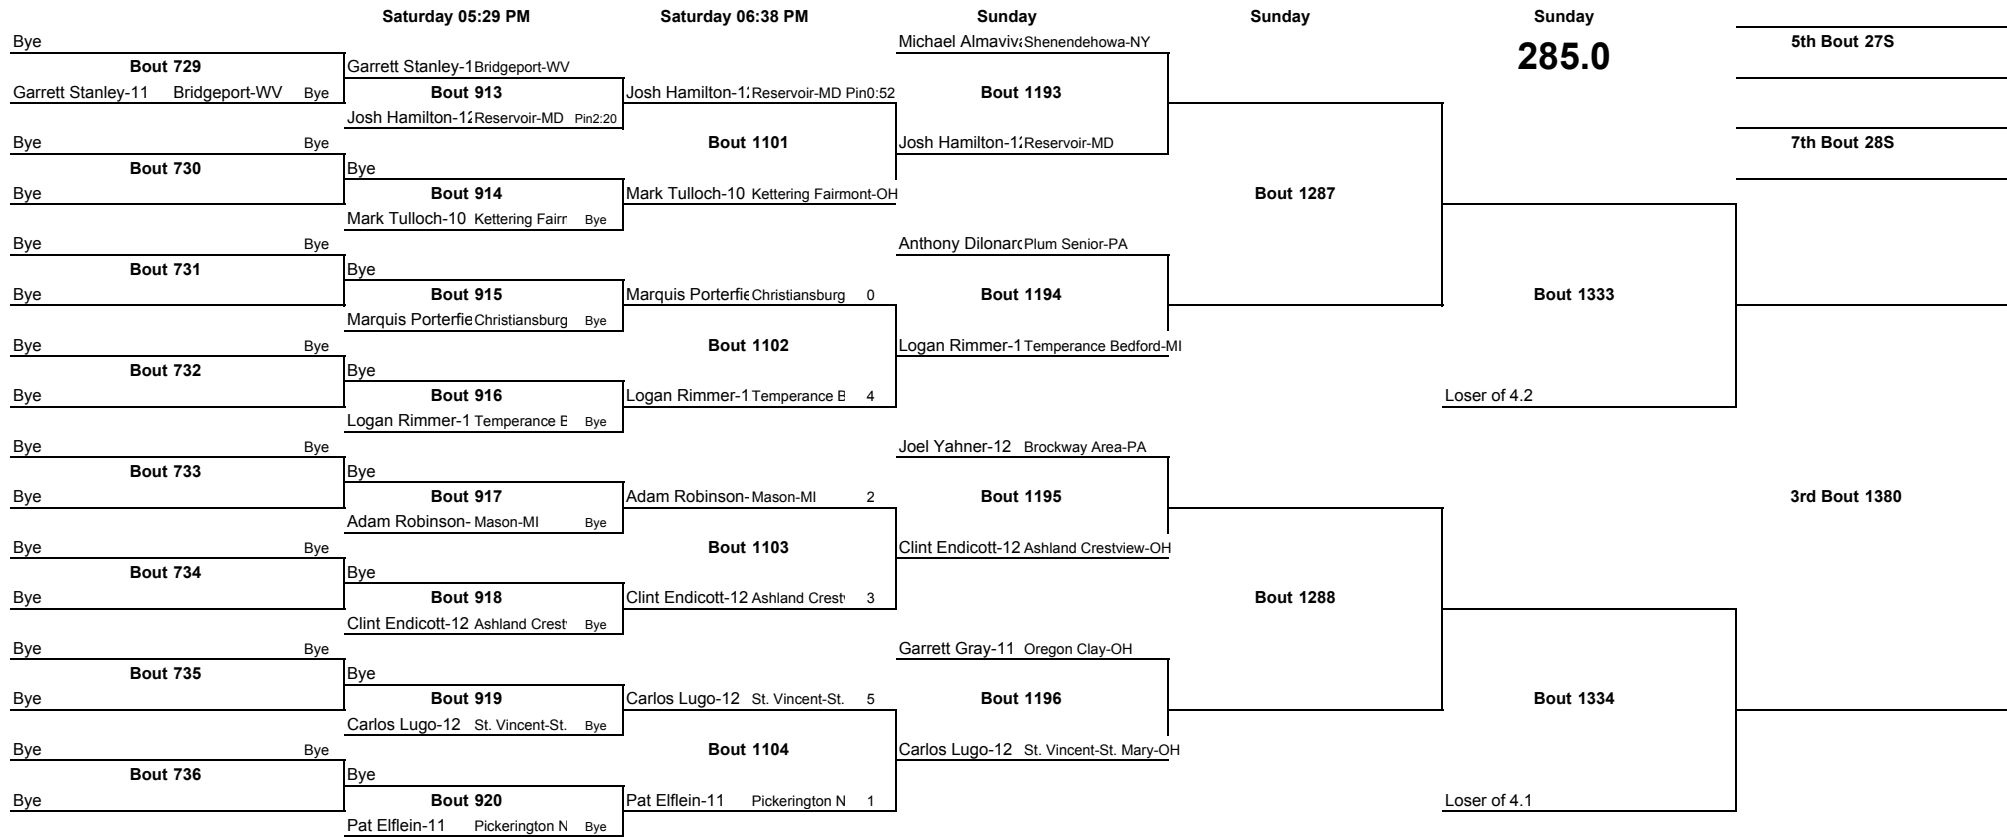 Saturday 05:29 PM Saturday 06:38 PM Sunday Sunday Sunday
Bye Michael Almaviv Shenendehowa-NY 285.0 5th Bout 27S
Bout 729 Garrett Stanley-1 Bridgeport-WV
Garrett Stanley-11 Bridgeport-WV Bye Bout 913 Josh Hamilton-1 Reservoir-MD Pin0:52 Bout 1193
Josh Hamilton-12 Reservoir-MD Pin2:20
Bye Bye Bout 1101 Josh Hamilton-1 Reservoir-MD 7th Bout 28S
Bout 730 Bye
Bye Bout 914 Mark Tulloch-10 Kettering Fairmont-OH Bout 1287
Mark Tulloch-10 Kettering Fair Bye
Bye Bye Anthony Dilonar Plum Senior-PA
Bout 731 Bye
Bye Bout 915 Marquis Porterfie Christiansburg 0 Bout 1194 Bout 1333
Marquis Porterfie Christiansburg Bye
Bye Bye Bout 1102 Logan Rimmer-1 Temperance Bedford-MI
Bout 732 Bye
Bye Bout 916 Logan Rimmer-1 Temperance B 4 Loser of 4.2
Logan Rimmer-1 Temperance B Bye
Bye Bye Joel Yahner-12 Brockway Area-PA
Bout 733 Bye
Bye Bout 917 Adam Robinson- Mason-MI 2 Bout 1195 3rd Bout 1380
Adam Robinson- Mason-MI Bye
Bye Bye Bout 1103 Clint Endicott-12 Ashland Crestview-OH
Bout 734 Bye
Bye Bout 918 Clint Endicott-12 Ashland Crest 3 Bout 1288
Clint Endicott-12 Ashland Crest Bye
Bye Bye Garrett Gray-11 Oregon Clay-OH
Bout 735 Bye
Bye Bout 919 Carlos Lugo-12 St. Vincent-St. 5 Bout 1196 Bout 1334
Carlos Lugo-12 St. Vincent-St. Bye
Bye Bye Bout 1104 Carlos Lugo-12 St. Vincent-St. Mary-OH
Bout 736 Bye
Bye Bout 920 Pat Elflein-11 Pickerington N 1 Loser of 4.1
Pat Elflein-11 Pickerington N Bye